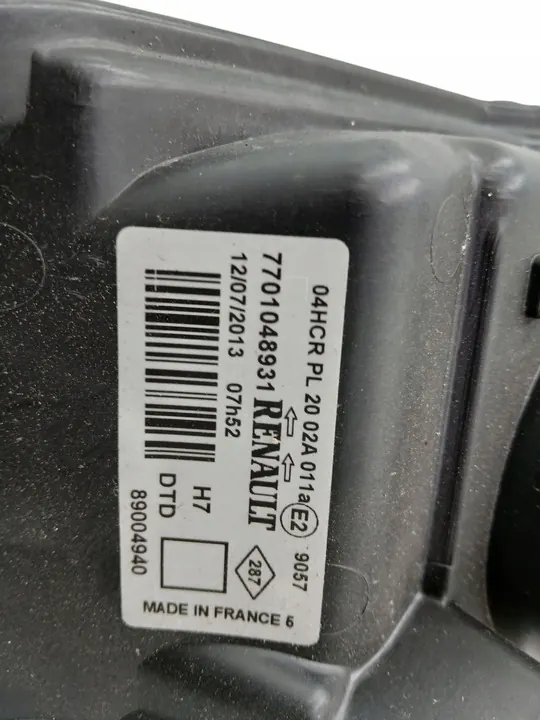 04HCR PL 20 02A 011a E2 9057
7701048931 RENAULT 287
12/07/2013 07h52
H7
DTD
89004940
MADE IN FRANCE 6